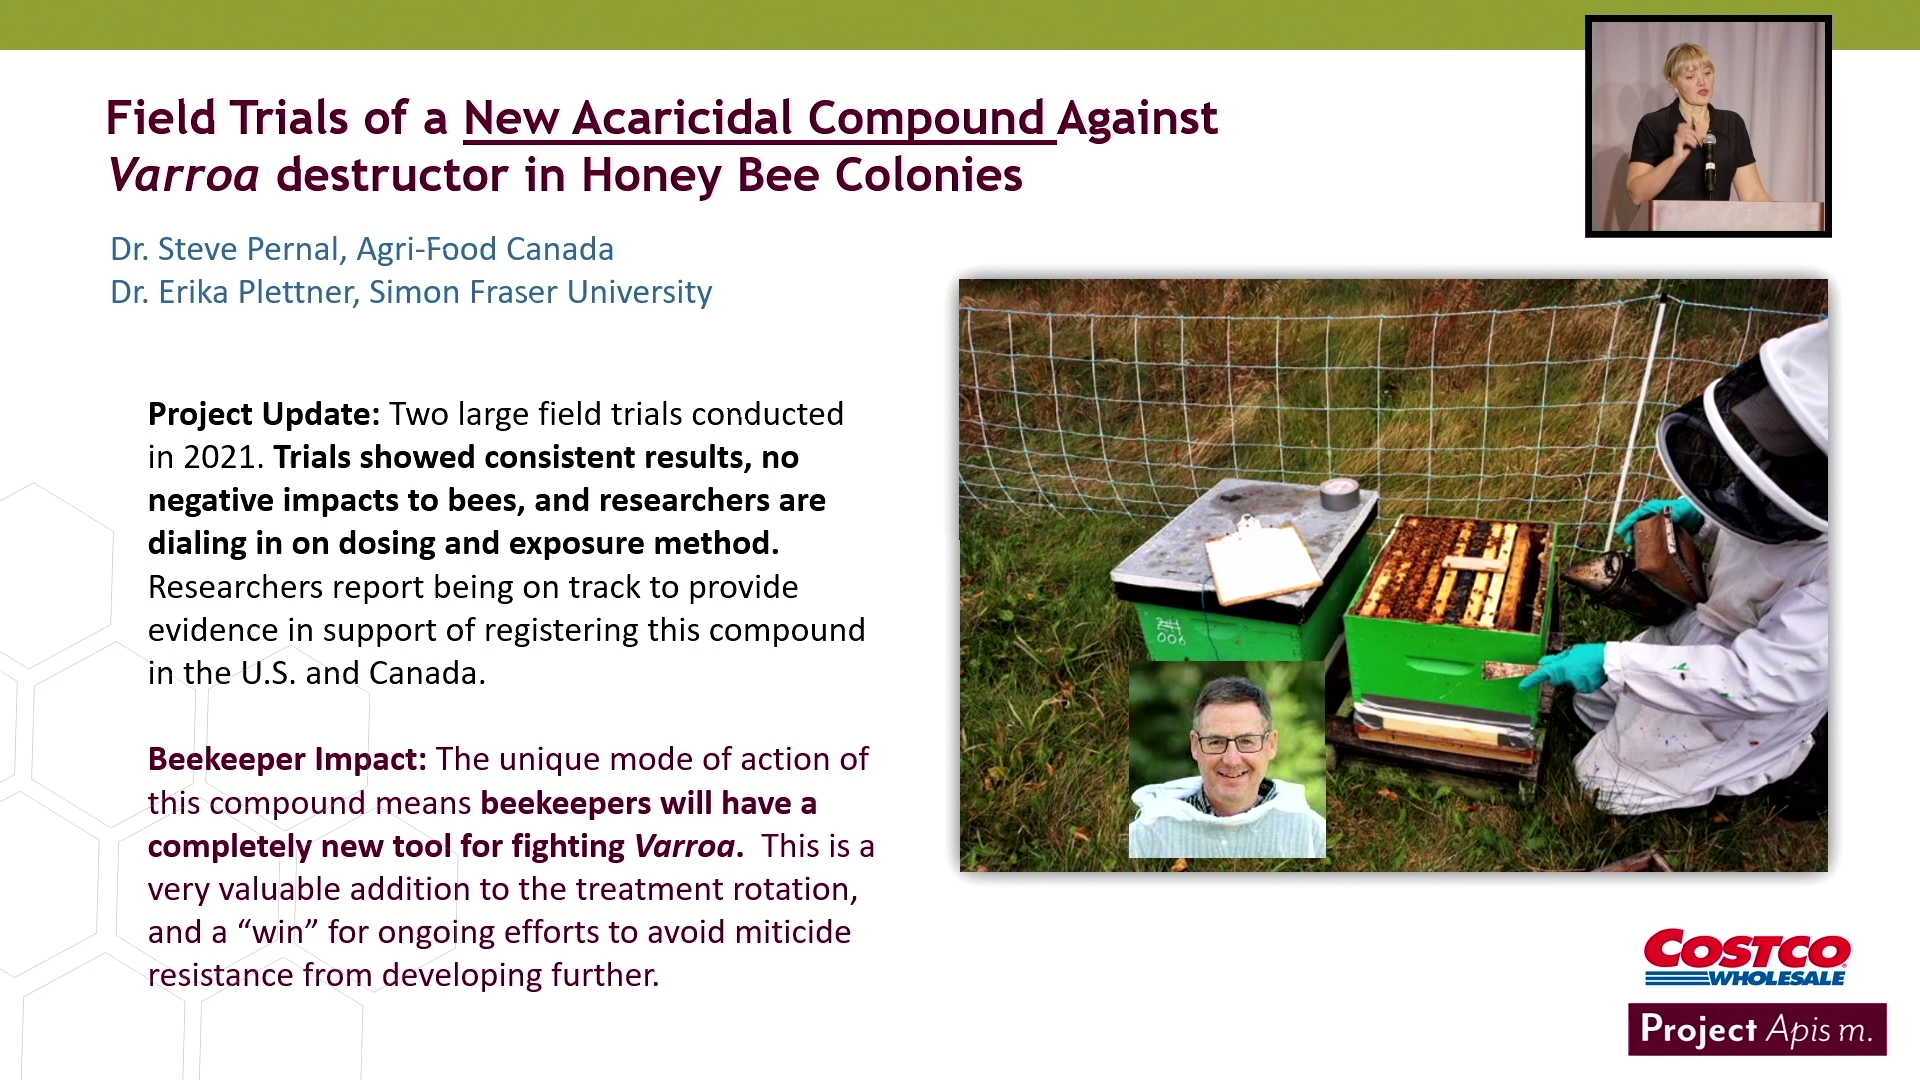 Field Trials of a New Acaricidal Compound Against
Varroa destructor in Honey Bee Colonies
Dr. Steve Pernal, Agri-Food Canada
Dr. Erika Plettner, Simon Fraser University
Project Update: Two large field trials conducted
in 2021. Trials showed consistent results, no
negative impacts to bees, and researchers are
dialing in on dosing and exposure method.
Researchers report being on track to provide
evidence in support of registering this compound
in the U.S. and Canada.
Beekeeper Impact: The unique mode of action of
this compound means beekeepers will have a
completely new tool for fighting Varroa. This is a
very valuable addition to the treatment rotation,
and a “win” for ongoing efforts to avoid miticide
resistance from developing further.
006
COSTCO
WHOLESALE
Project Apis m.